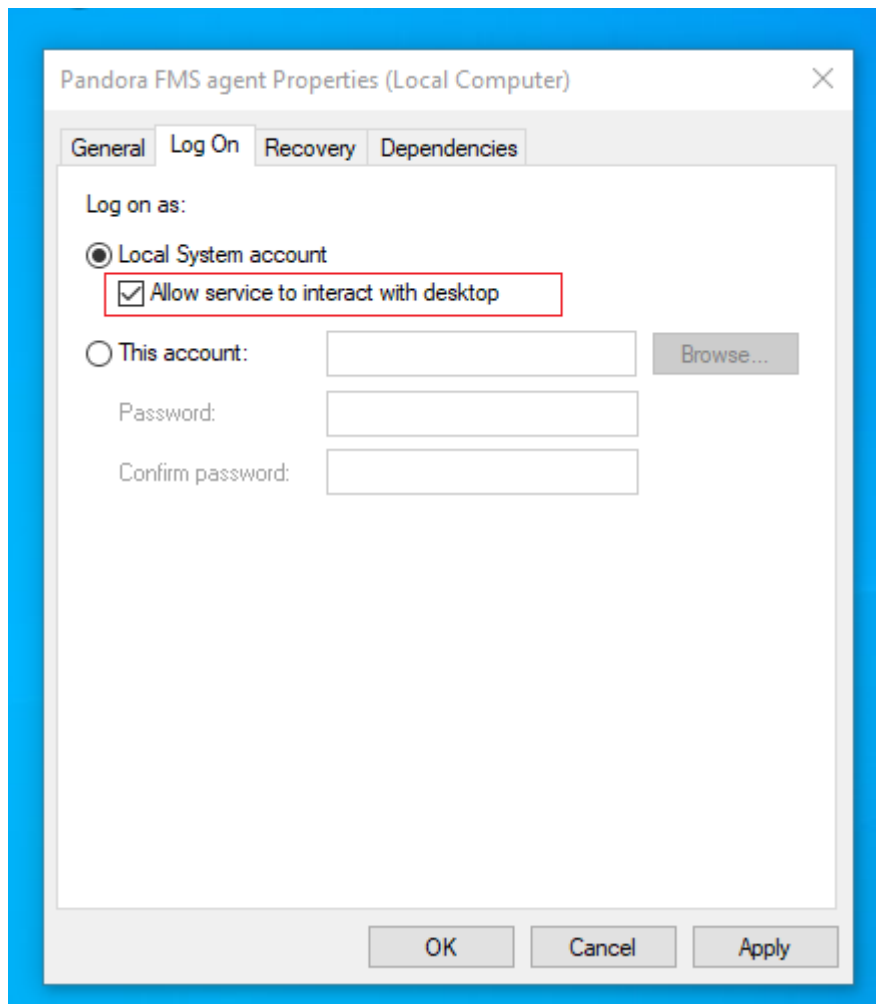 Pandora FMS agent Properties (Local Computer)
General Log On Recovery Dependencies
Log on as:
Local System account
Allow service to interact with desktop
This account: Browse...
Password:
Confirm password:
OK Cancel Apply